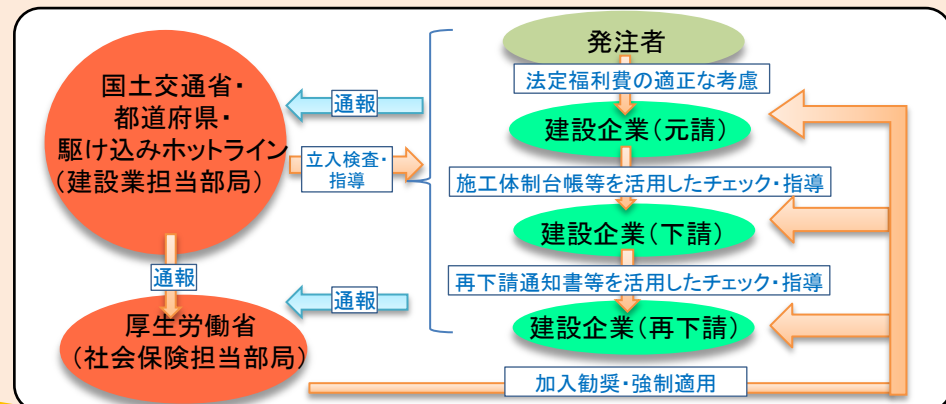 発注者
法定福利費の適正な考慮
国土交通省・
都道府県・
駆け込みホットライン
（建設業担当部局）
通報
立入検査・
指導
建設企業（元請）
施工体制台帳等を活用したチェック・指導
建設企業（下請）
再下請通知書等を活用したチェック・指導
通報
通報
厚生労働省
（社会保険担当部局）
建設企業（再下請）
加入勧奨・強制適用